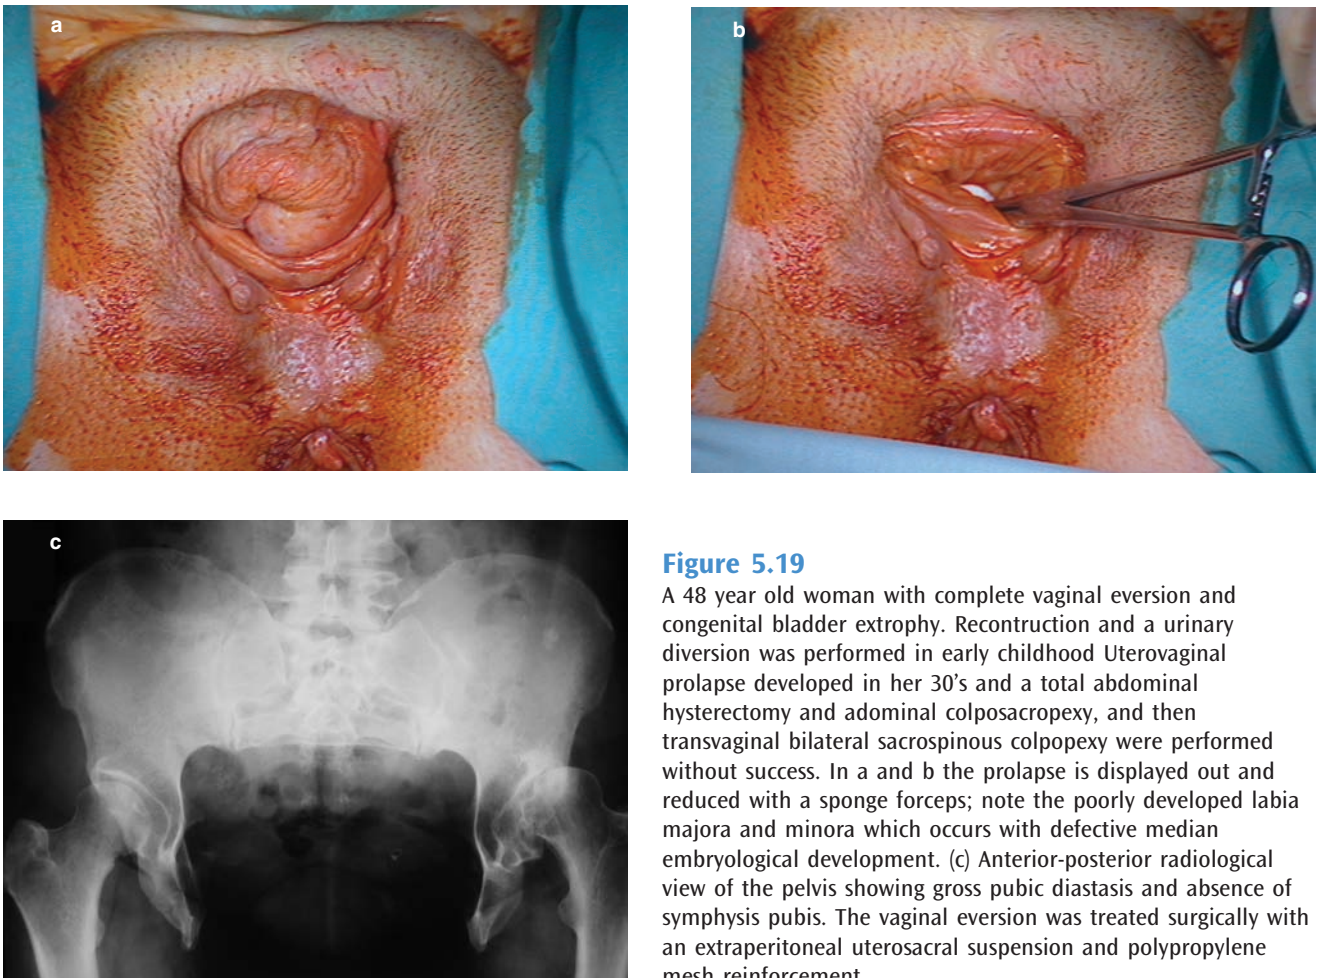 a
b
c
Figure 5.19
A 48 year old woman with complete vaginal eversion and
congenital bladder extrophy. Recontruction and a urinary
diversion was performed in early childhood Uterovaginal
prolapse developed in her 30's and a total abdominal
hysterectomy and adominal colposacropexy, and then
transvaginal bilateral sacrospinous colpopexy were performed
without success. In a and b the prolapse is displayed out and
reduced with a sponge forceps; note the poorly developed labia
majora and minora which occurs with defective median
embryological development. (c) Anterior-posterior radiological
view of the pelvis showing gross pubic diastasis and absence of
symphysis pubis. The vaginal eversion was treated surgically with
an extraperitoneal uterosacral suspension and polypropylene
mesh reinforcement